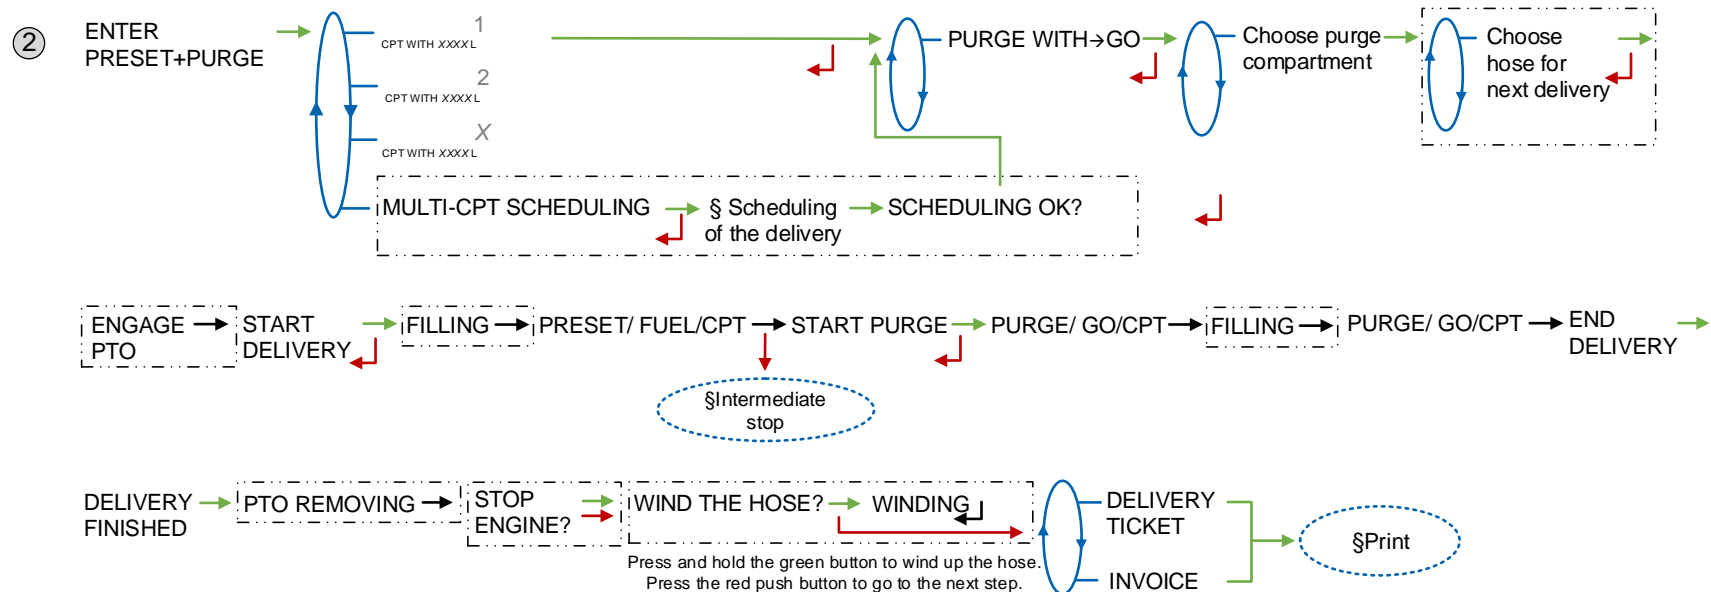 2
ENTER
PRESET+PURGE
CPT WITH XXXX L 1
CPT WITH XXXX L 2
CPT WITH XXXX L X
MULTI-CPT SCHEDULING
§ Scheduling
of the delivery
SCHEDULING OK?
PURGE WITH→GO
Choose purge
compartment
Choose
hose for
next delivery
ENGAGE
PTO
START
DELIVERY
FILLING
PRESET/ FUEL/CPT
START PURGE
PURGE/ GO/CPT
FILLING
PURGE/ GO/CPT
END
DELIVERY
§Intermediate
stop
DELIVERY
FINISHED
PTO REMOVING
STOP
ENGINE?
WIND THE HOSE?
WINDING
Press and hold the green button to wind up the hose.
Press the red push button to go to the next step.
DELIVERY
TICKET
INVOICE
§Print